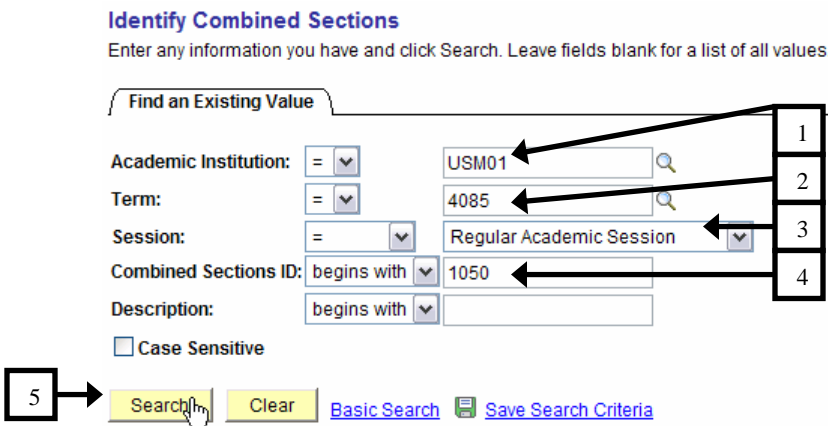 Identify Combined Sections
Enter any information you have and click Search. Leave fields blank for a list of all values
Find an Existing Value
1
Academic Institution: = USM01
2
Term: = 4085
Session: = Regular Academic Session 3
Combined Sections ID: begins with 1050 4
Description: begins with
Case Sensitive
5 Search Clear Basic Search Save Search Criteria